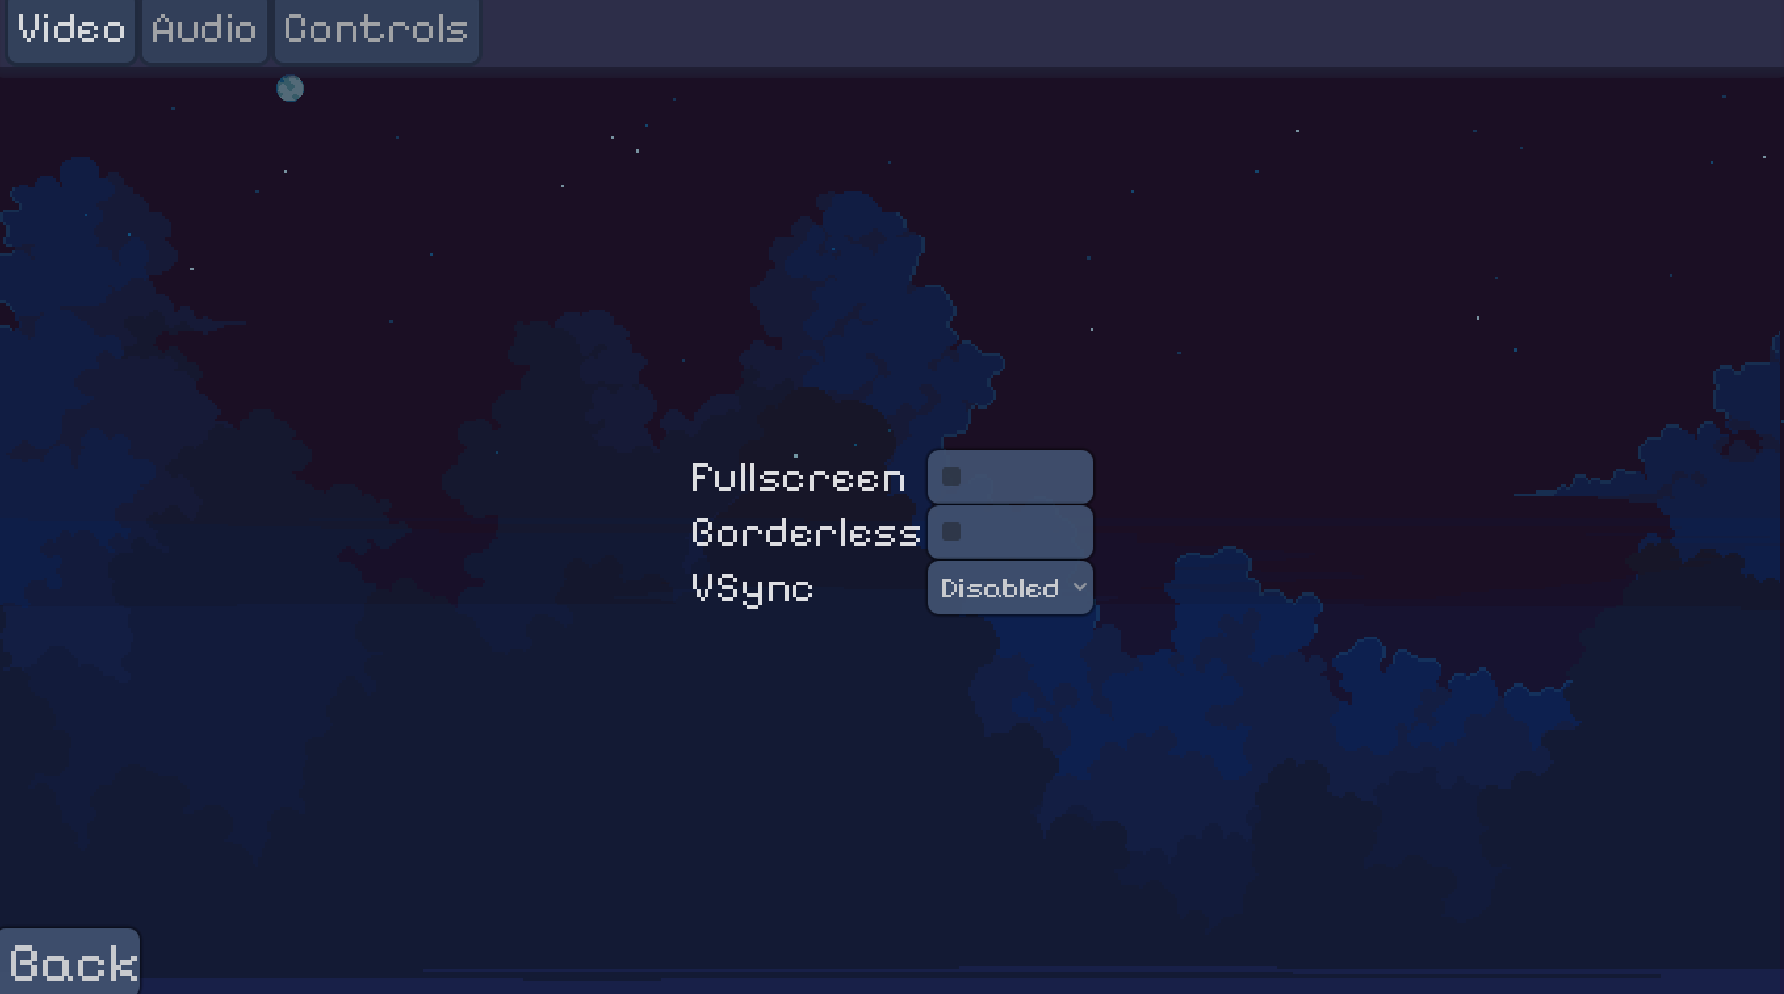 Video Audio Controls
Fullscreen
Borderless
VSync Disabled
Back